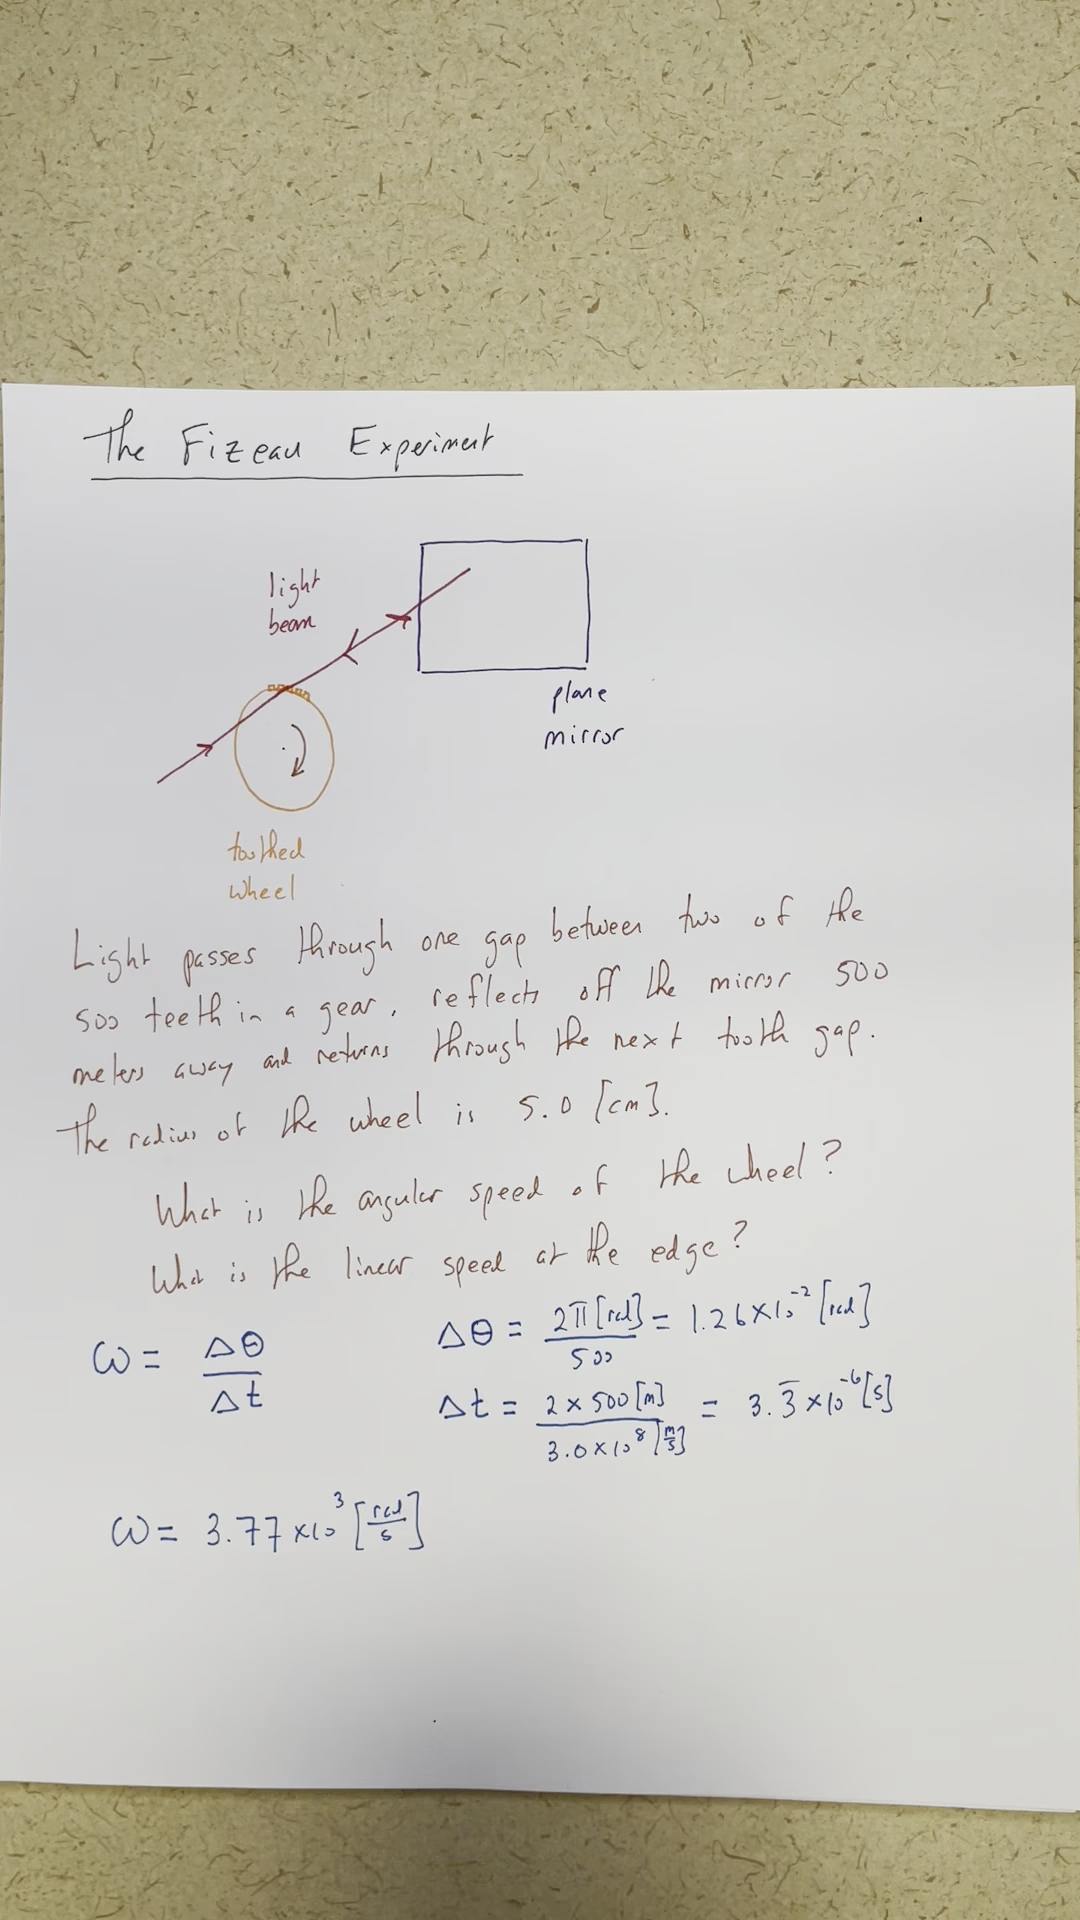 The Fizeau Experiment
light
beam
plane
mirror
toothed
wheel
Light passes through one gap between two of the
500 teeth in a gear, reflects off the mirror 500
meters away and returns through the next tooth gap.
The radius of the wheel is 5.0 [cm].
What is the angular speed of the wheel?
What is the linear speed at the edge?
ω = Δθ/Δt
Δθ = 2π[rad]/500 = 1.26×10⁻² [rad]
Δt = 2 × 500 [m]/3.0×10⁸ [m/s] = 3.3̅ ×10⁻⁶ [s]
ω = 3.77 ×10³ [rad/s]